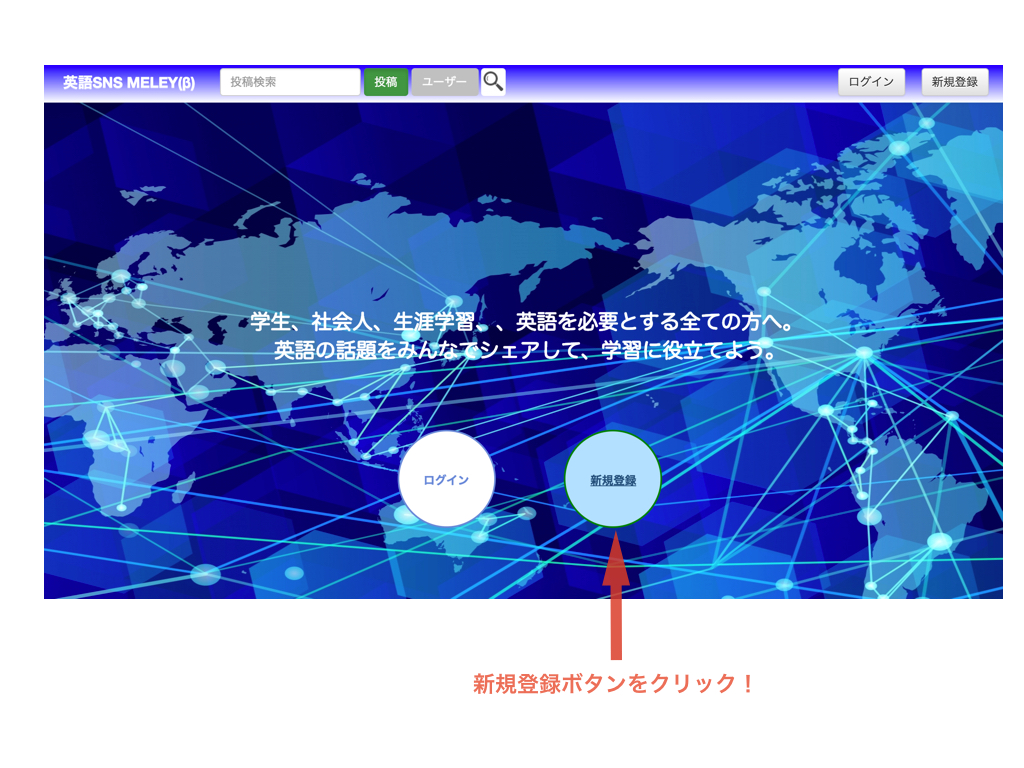 英語SNS MELEY(β) 投稿検索 投稿 ユーザー ログイン 新規登録
学生、社会人、生涯学習、、英語を必要とする全ての方へ。
英語の話題をみんなでシェアして、学習に役立てよう。
ログイン 新規登録
新規登録ボタンをクリック！